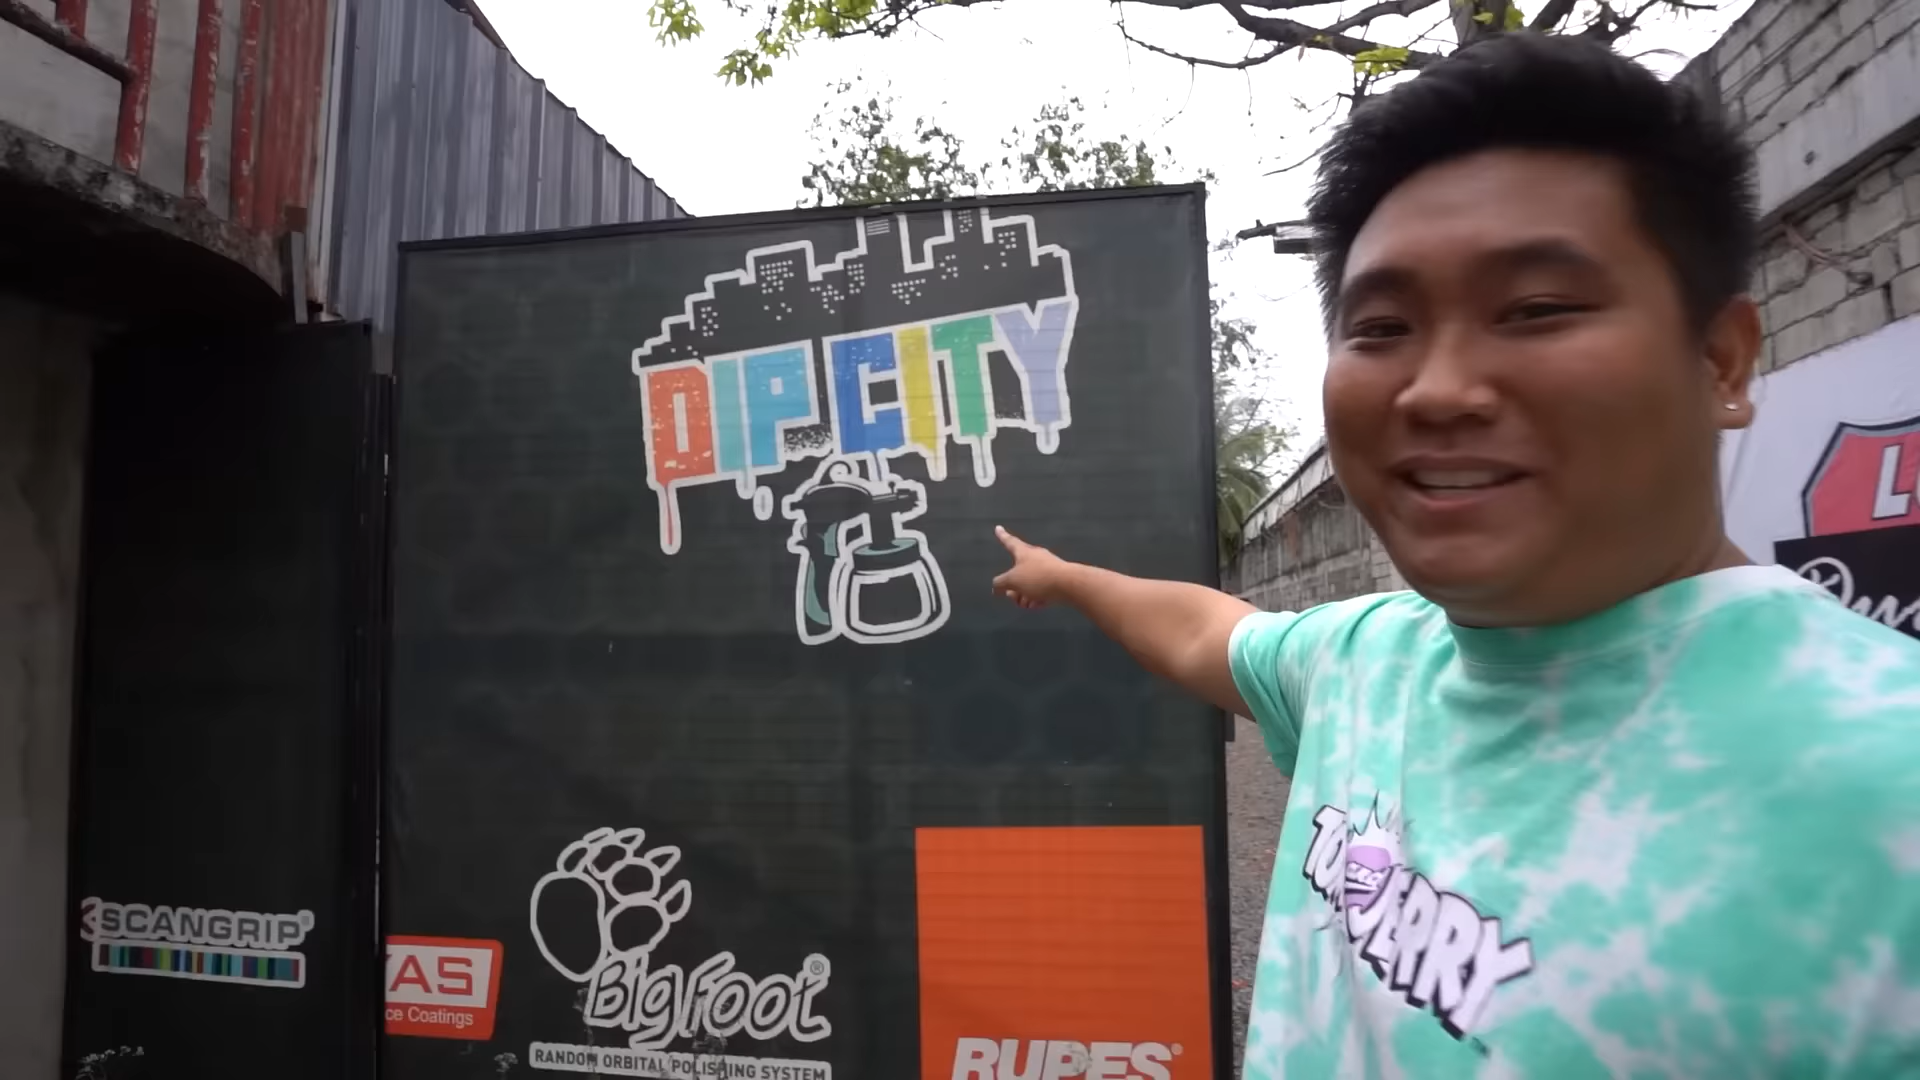 DIP CITY
SCANGRIP®
AS
ce Coatings
BigFoot®
RANDOM ORBITAL POLISHING SYSTEM
RUPES®
TOM
JERRY
L